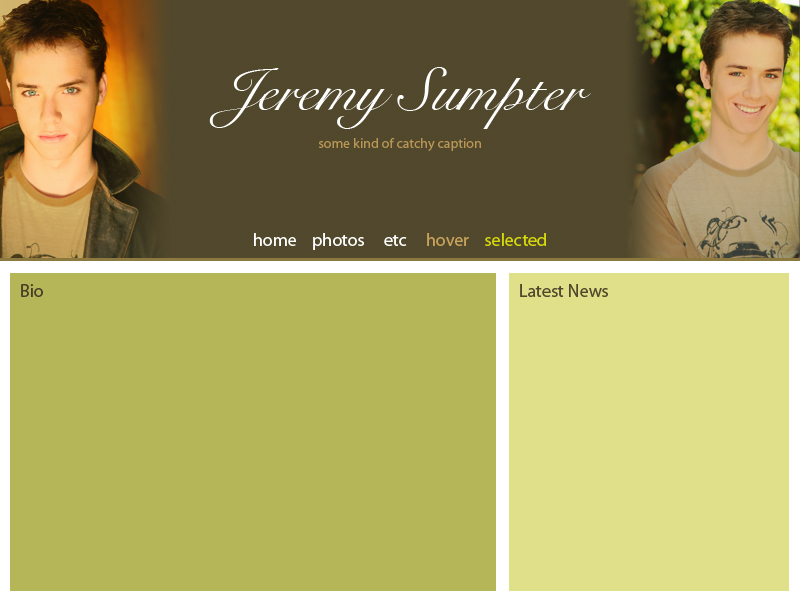 Jeremy Sumpter
some kind of catchy caption
home photos etc hover selected
Bio
Latest News